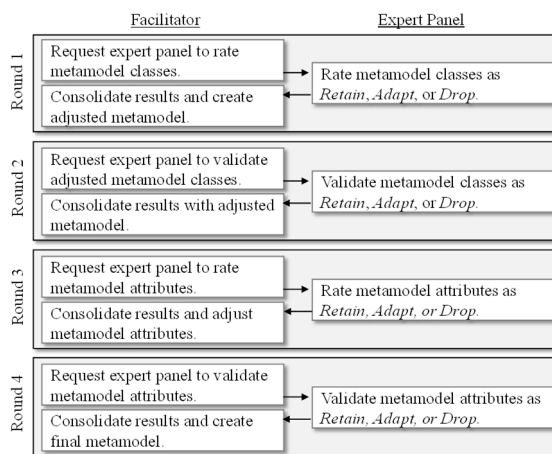 Facilitator
Expert Panel
Round 1
Request expert panel to rate
metamodel classes.
Consolidate results and create
adjusted metamodel.
Rate metamodel classes as
Retain, Adapt, or Drop.
Round 2
Request expert panel to validate
adjusted metamodel classes.
Consolidate results with adjusted
metamodel.
Validate metamodel classes as
Retain, Adapt, or Drop.
Round 3
Request expert panel to rate
metamodel attributes.
Consolidate results and adjust
metamodel attributes.
Rate metamodel attributes as
Retain, Adapt, or Drop.
Round 4
Request expert panel to validate
metamodel attributes.
Consolidate results and create
final metamodel.
Validate metamodel attributes as
Retain, Adapt, or Drop.